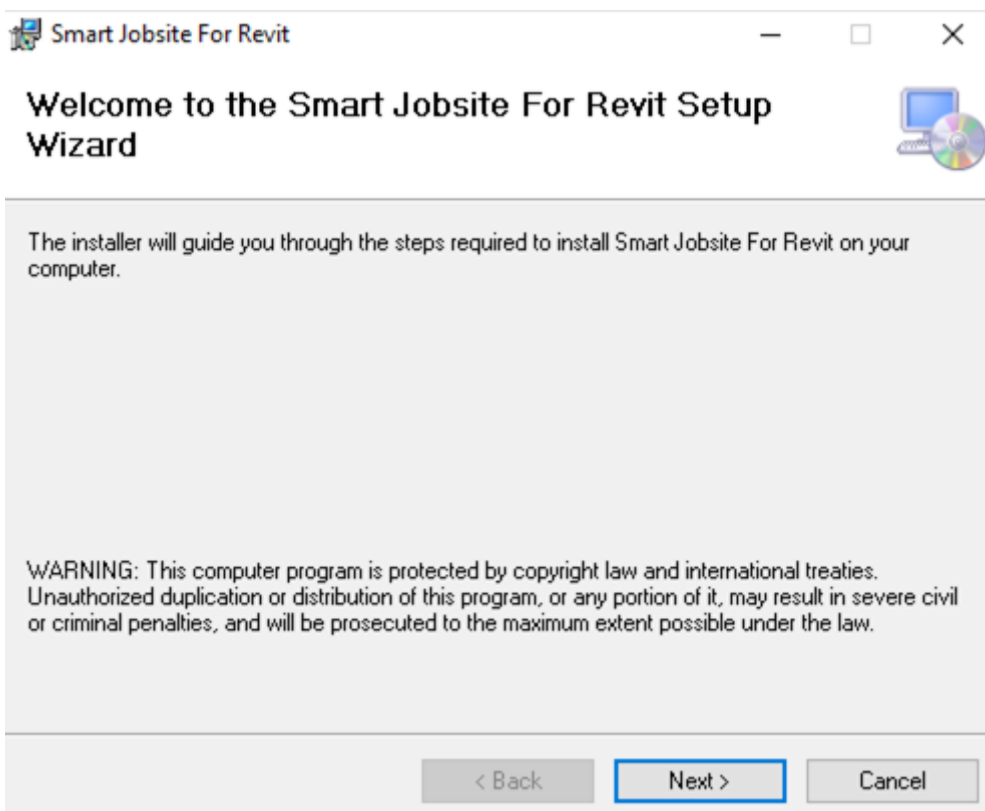 Smart Jobsite For Revit
Welcome to the Smart Jobsite For Revit Setup
Wizard
The installer will guide you through the steps required to install Smart Jobsite For Revit on your
computer.
WARNING: This computer program is protected by copyright law and international treaties.
Unauthorized duplication or distribution of this program, or any portion of it, may result in severe civil
or criminal penalties, and will be prosecuted to the maximum extent possible under the law.
< Back Next > Cancel